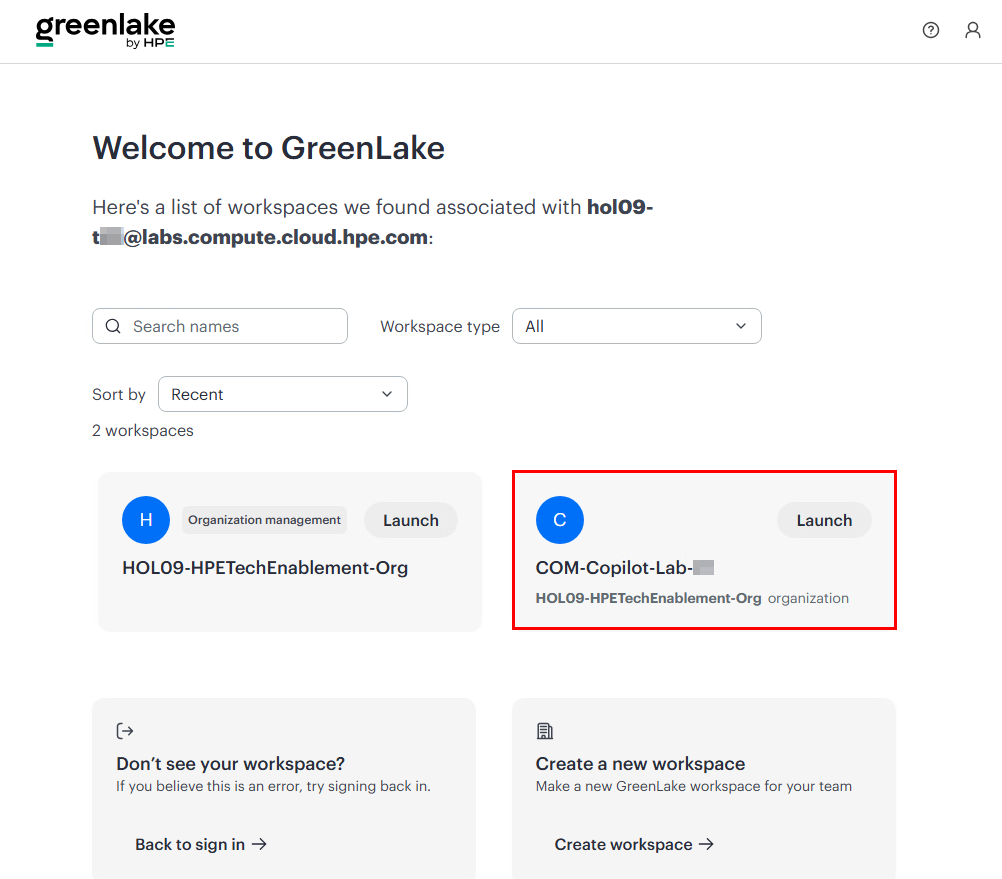 greenlake
by HPE
Welcome to GreenLake
Here's a list of workspaces we found associated with hol09-
t@labs.compute.cloud.hpe.com:
Search names
Workspace type
All
Sort by
Recent
2 workspaces
H
Organization management
Launch
HOL09-HPETechEnablement-Org
C
Launch
COM-Copilot-Lab-
HOL09-HPETechEnablement-Org organization
Don’t see your workspace?
If you believe this is an error, try signing back in.
Back to sign in
Create a new workspace
Make a new GreenLake workspace for your team
Create workspace